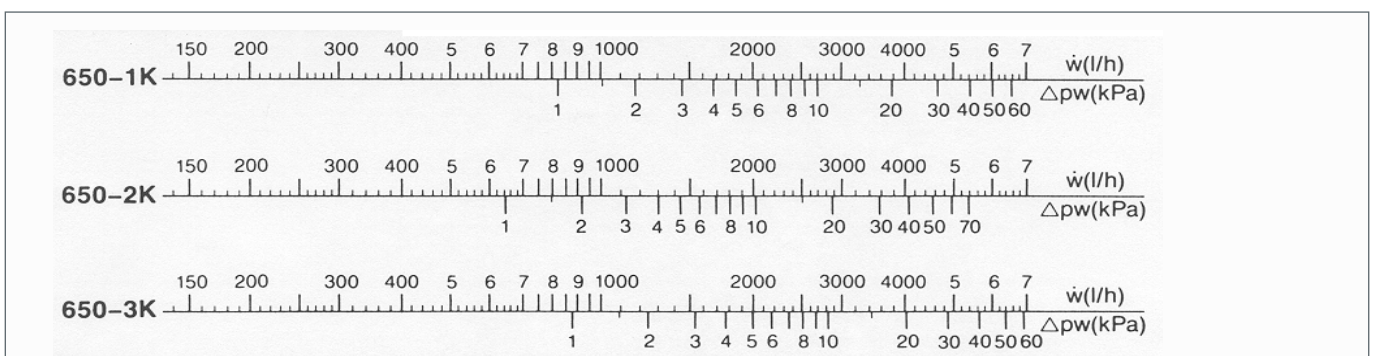 150 200 300 400 5 6 7 8 9 1000 2000 3000 4000 5 6 7
650-1K ẇ(l/h)
△pw(kPa)
1 2 3 4 5 6 8 10 20 30 40 50 60
150 200 300 400 5 6 7 8 9 1000 2000 3000 4000 5 6 7
650-2K ẇ(l/h)
△pw(kPa)
1 2 3 4 5 6 8 10 20 30 40 50 70
150 200 300 400 5 6 7 8 9 1000 2000 3000 4000 5 6 7
650-3K ẇ(l/h)
△pw(kPa)
1 2 3 4 5 6 8 10 20 30 40 50 60